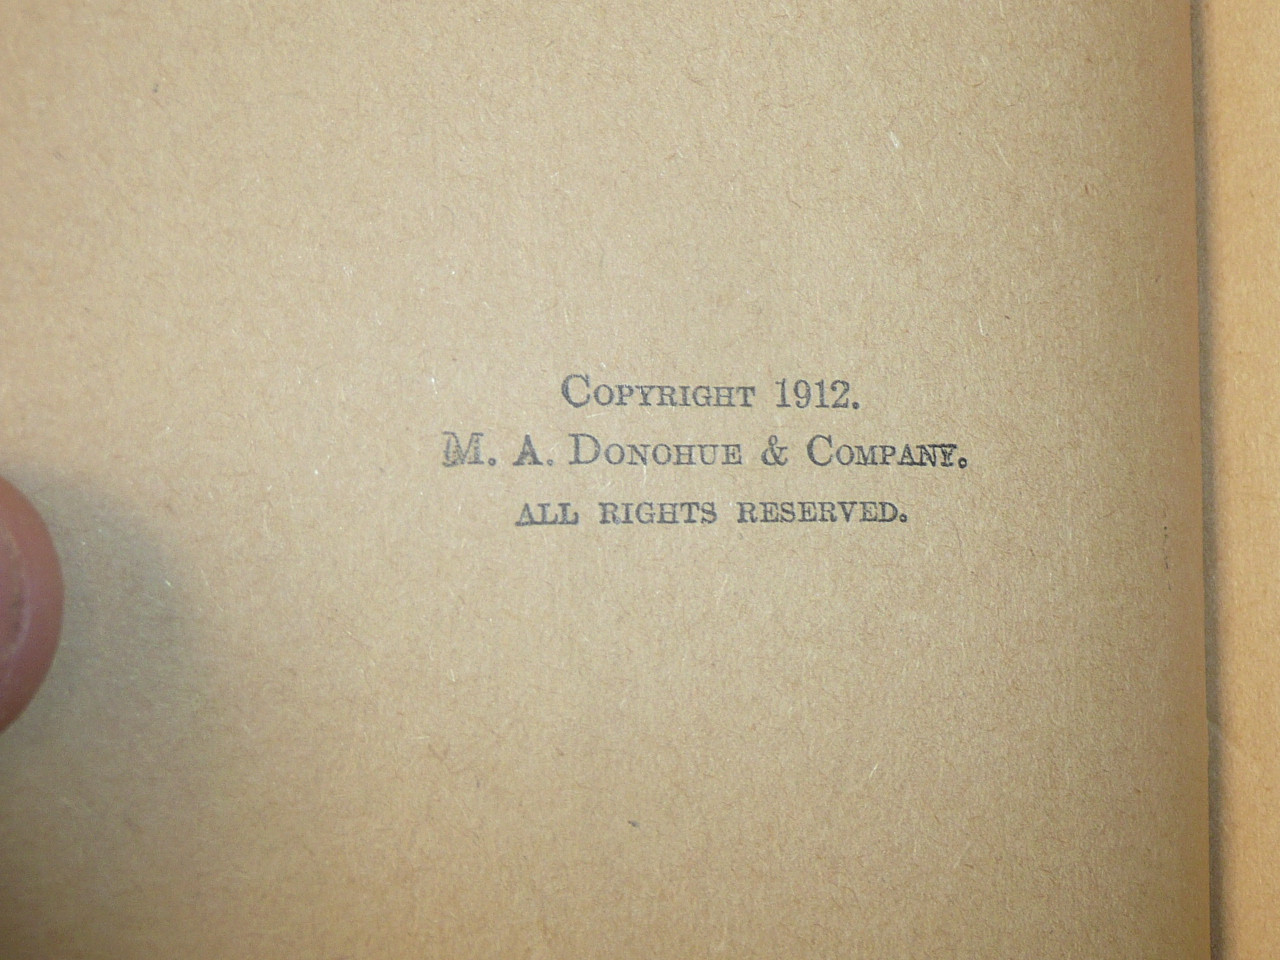 Copyright 1912.
M. A. Donohue & Company.
ALL RIGHTS RESERVED.